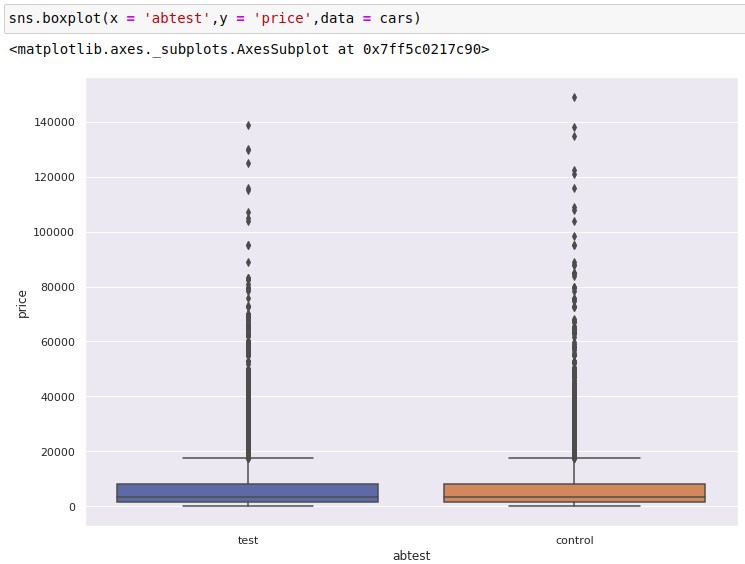 sns.boxplot(x = 'abtest',y = 'price',data = cars)
<matplotlib.axes._subplots.AxesSubplot at 0x7ff5c0217c90>
140000
120000
100000
80000
60000
40000
20000
0
price
test
control
abtest